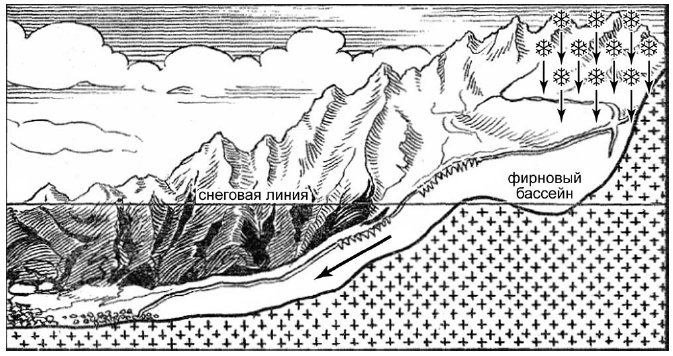 снеговая линия
фирновый
бассейн